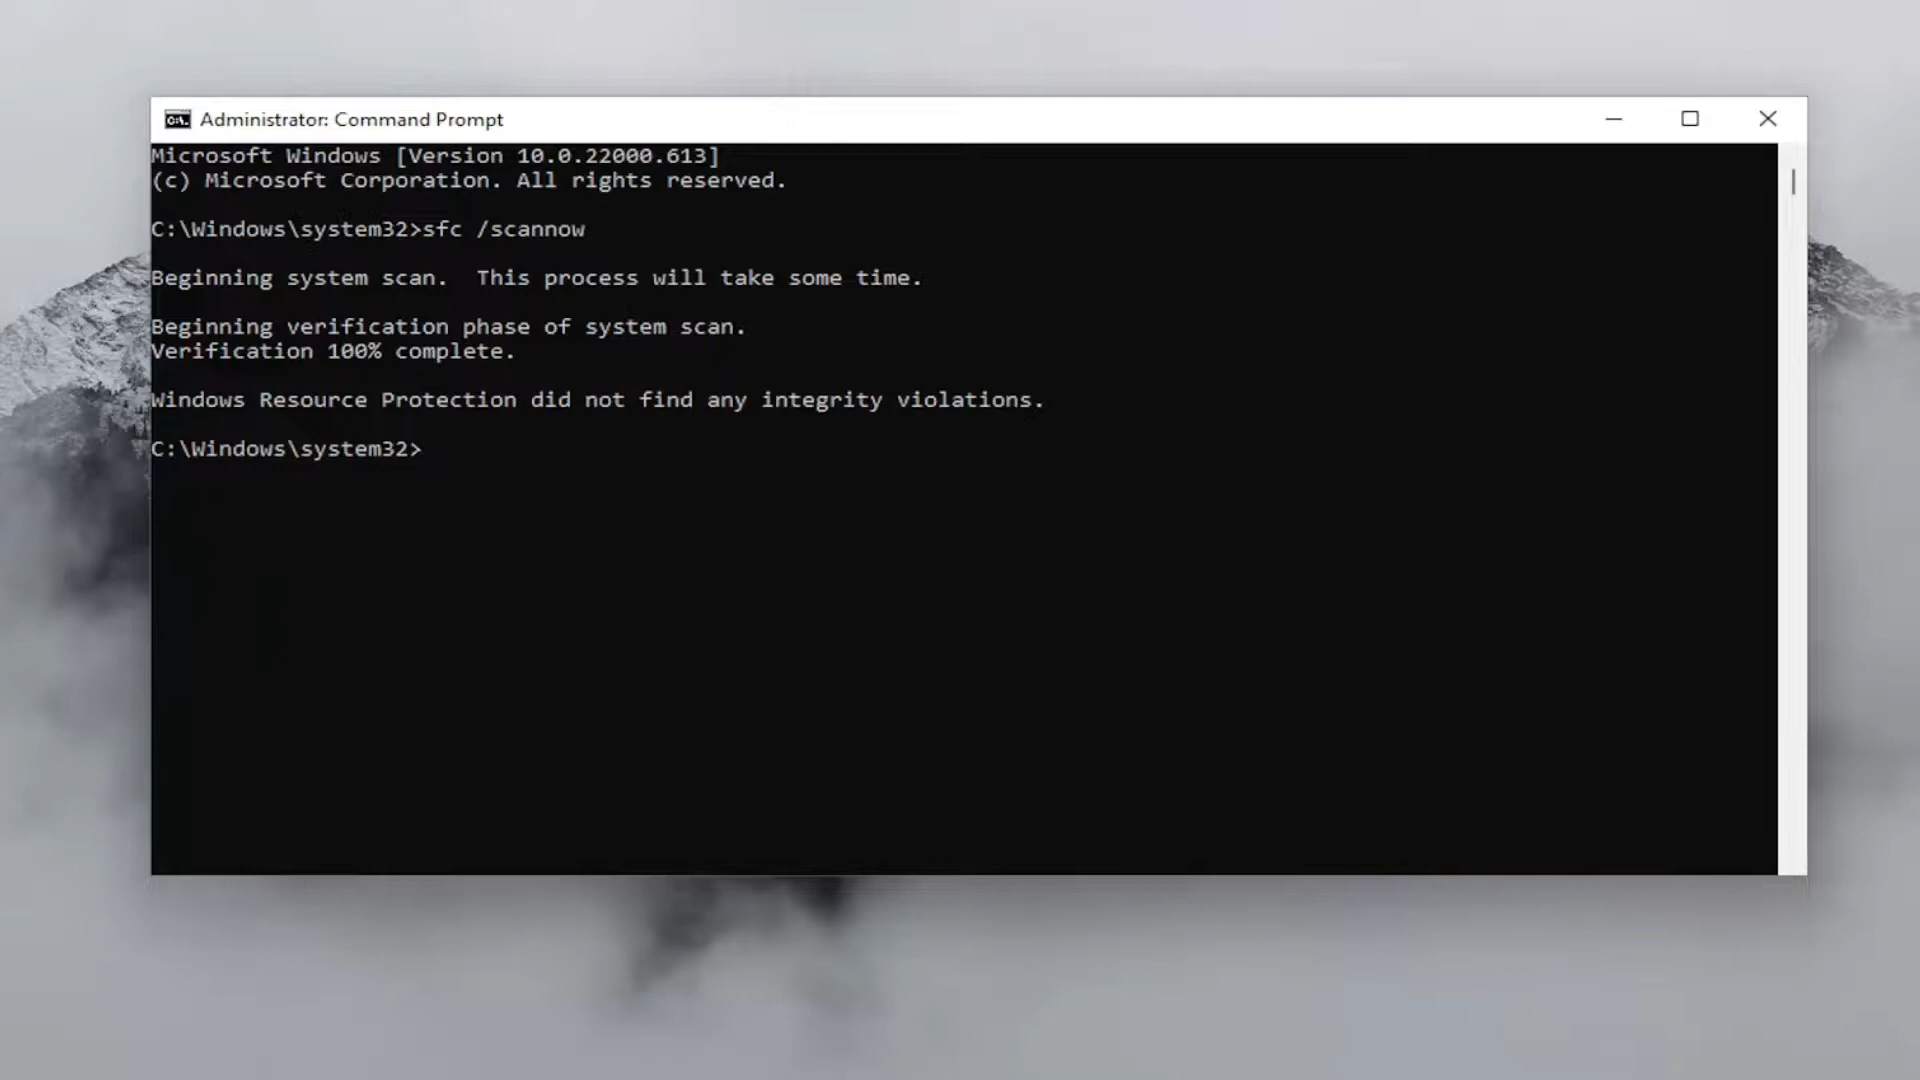 Administrator: Command Prompt
Microsoft Windows [Version 10.0.22000.613]
(c) Microsoft Corporation. All rights reserved.
C:\Windows\system32>sfc /scannow
Beginning system scan.  This process will take some time.
Beginning verification phase of system scan.
Verification 100% complete.
Windows Resource Protection did not find any integrity violations.
C:\Windows\system32>